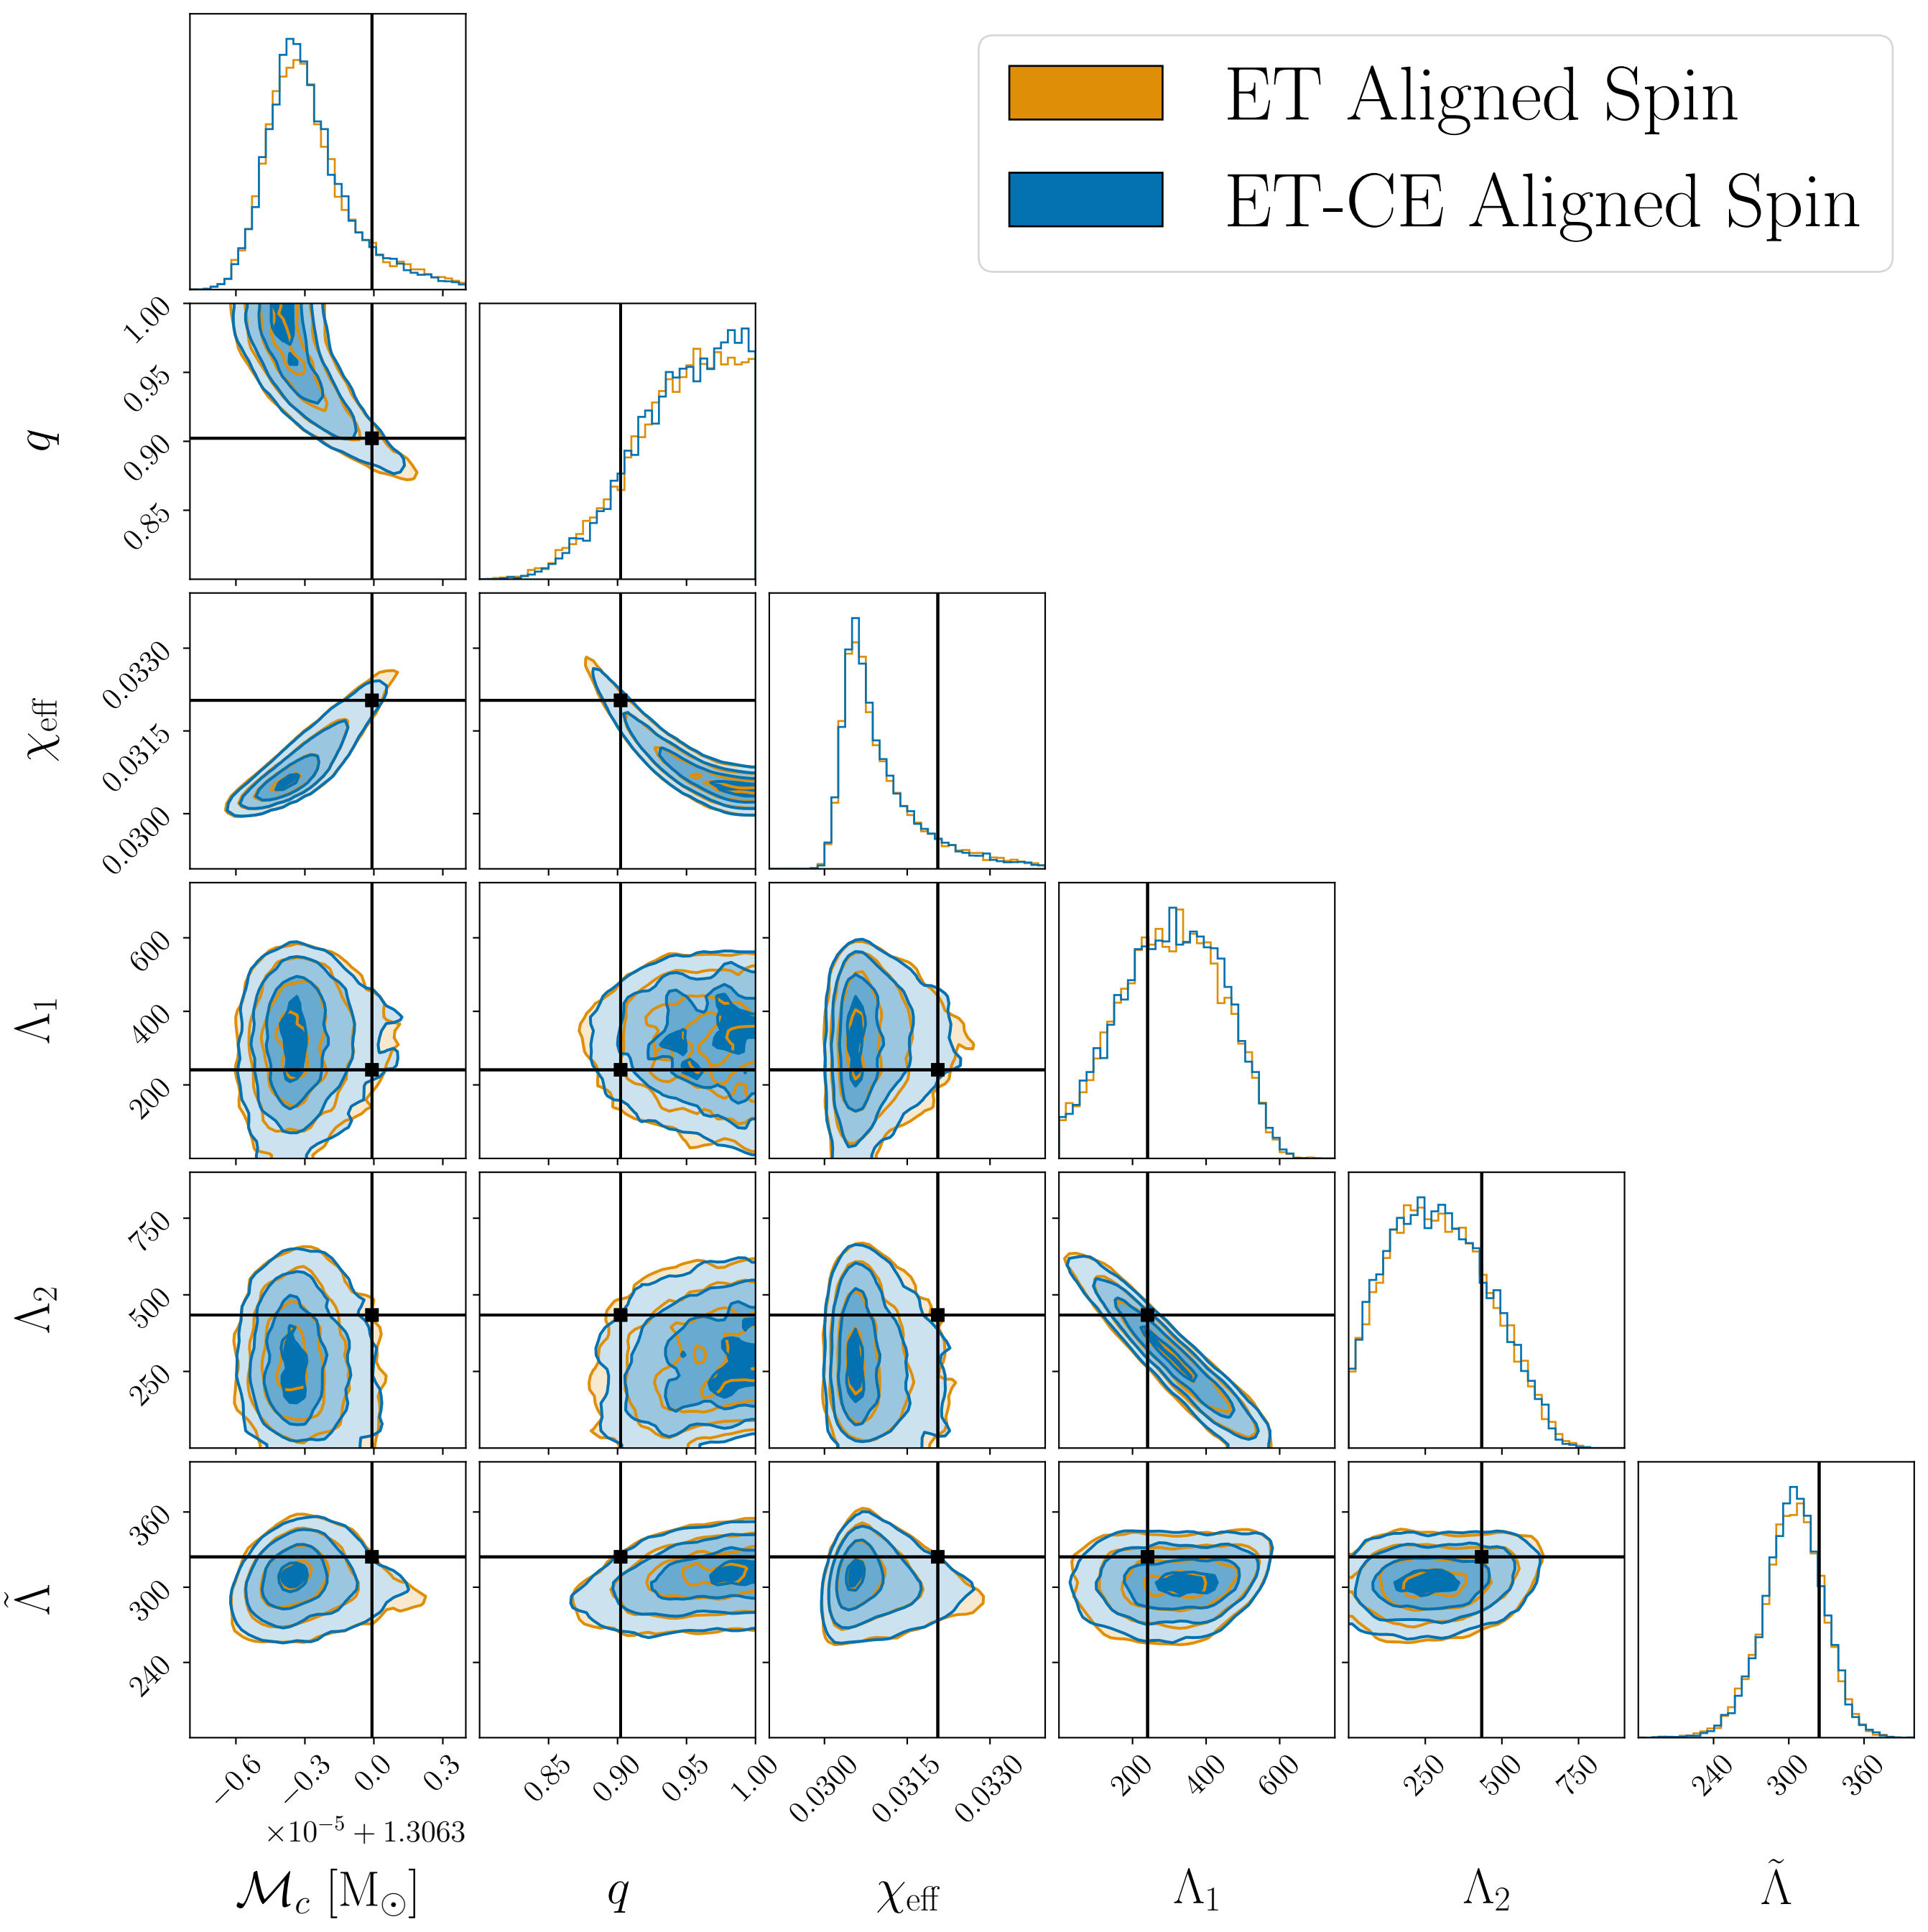 ET Aligned Spin
ET-CE Aligned Spin
1.00
0.95
0.90
0.85
q
0.0330
0.0315
0.0300
χeff
600
400
200
Λ1
750
500
250
Λ2
360
300
240
Λ̃
−0.6 −0.3 0.0 0.3
0.85 0.90 0.95 1.00
0.0300 0.0315 0.0330
200 400 600
250 500 750
240 300 360
×10−5 + 1.3063
ℳc [M⊙] q χeff Λ1 Λ2 Λ̃